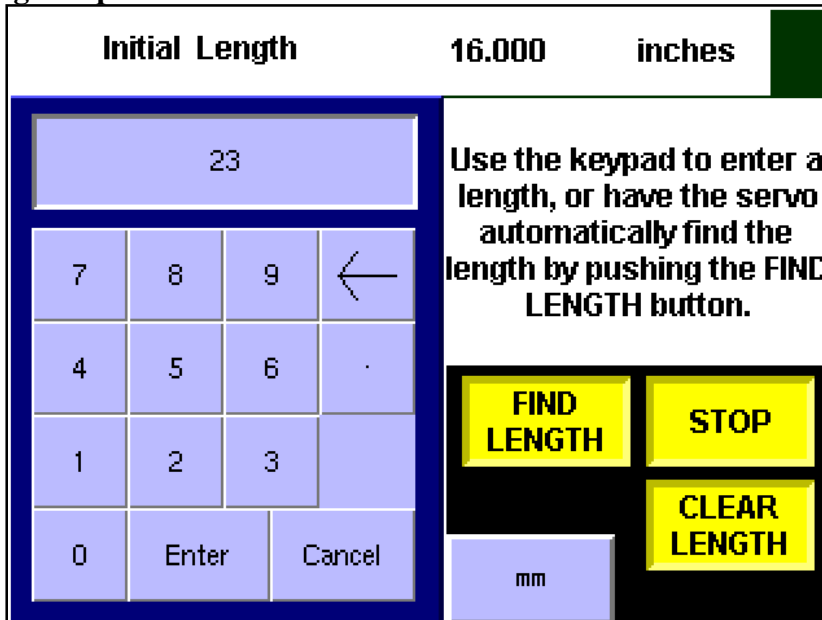 Initial Length 16.000 inches
23
Use the keypad to enter a
length, or have the servo
automatically find the
length by pushing the FIND
LENGTH button.
7 8 9
4 5 6 .
1 2 3
0 Enter Cancel
FIND
LENGTH
STOP
CLEAR
LENGTH
mm